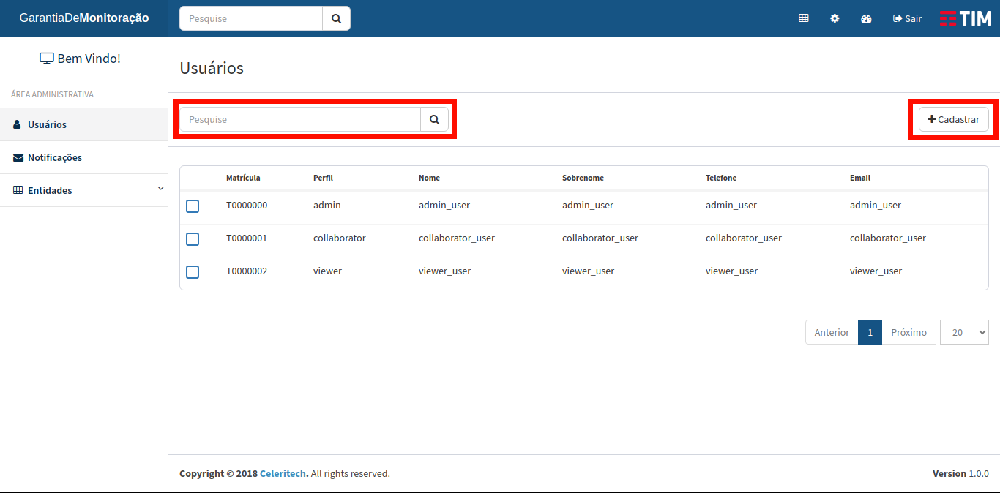 GarantiaDeMonitoração
Pesquise
Sair
TIM
Bem Vindo!
ÁREA ADMINISTRATIVA
Usuários
Notificações
Entidades
Usuários
Pesquise
Cadastrar
Matrícula Perfil Nome Sobrenome Telefone Email
T0000000 admin admin_user admin_user admin_user admin_user
T0000001 collaborator collaborator_user collaborator_user collaborator_user collaborator_user
T0000002 viewer viewer_user viewer_user viewer_user viewer_user
Anterior 1 Próximo 20
Copyright © 2018 Celeritech. All rights reserved.
Version 1.0.0